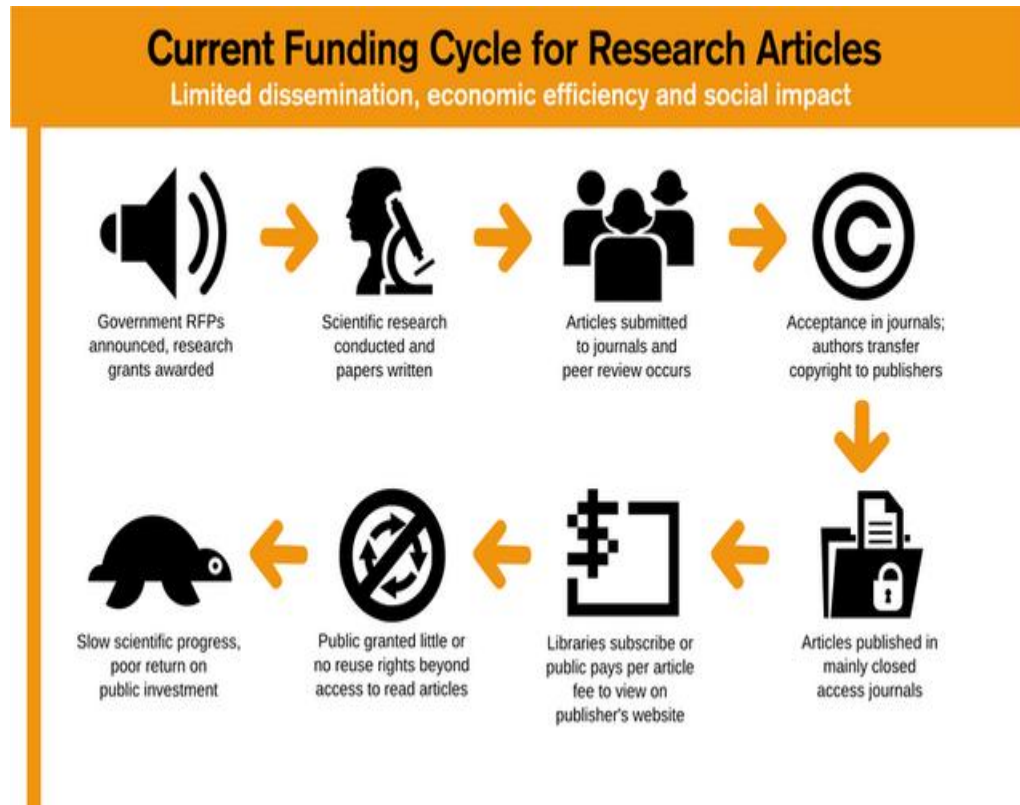 Current Funding Cycle for Research Articles
Limited dissemination, economic efficiency and social impact
Government RFPs
announced, research
grants awarded
Scientific research
conducted and
papers written
Articles submitted
to journals and
peer review occurs
Acceptance in journals;
authors transfer
copyright to publishers
Articles published in
mainly closed
access journals
Libraries subscribe or
public pays per article
fee to view on
publisher's website
Public granted little or
no reuse rights beyond
access to read articles
Slow scientific progress,
poor return on
public investment